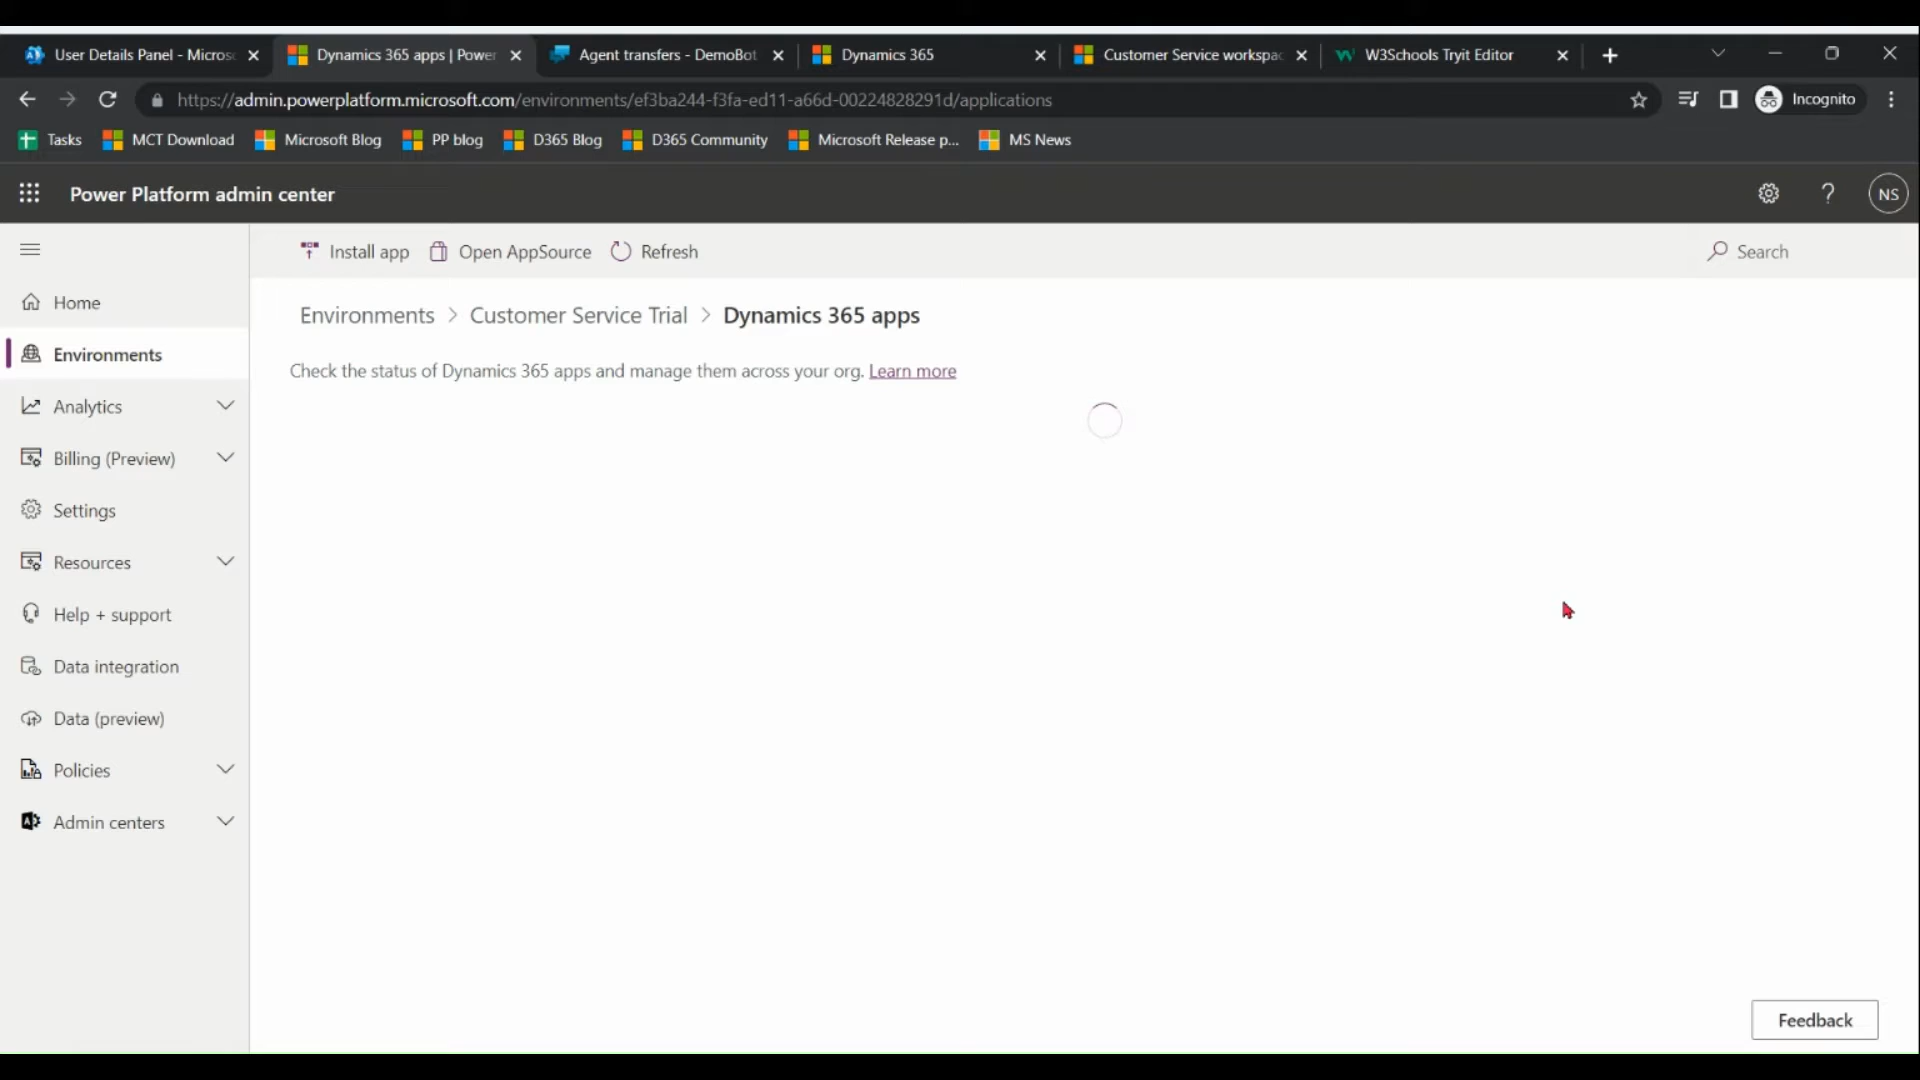 User Details Panel - Micros
Dynamics 365 apps | Power
Agent transfers - DemoBot
Dynamics 365
Customer Service workspac
W3Schools Tryit Editor
https://admin.powerplatform.microsoft.com/environments/ef3ba244-f3fa-ed11-a66d-00224828291d/applications
Incognito
Tasks
MCT Download
Microsoft Blog
PP blog
D365 Blog
D365 Community
Microsoft Release p...
MS News
Power Platform admin center
NS
Install app
Open AppSource
Refresh
Search
Home
Environments
Analytics
Billing (Preview)
Settings
Resources
Help + support
Data integration
Data (preview)
Policies
Admin centers
Environments > Customer Service Trial > Dynamics 365 apps
Check the status of Dynamics 365 apps and manage them across your org. Learn more
Feedback